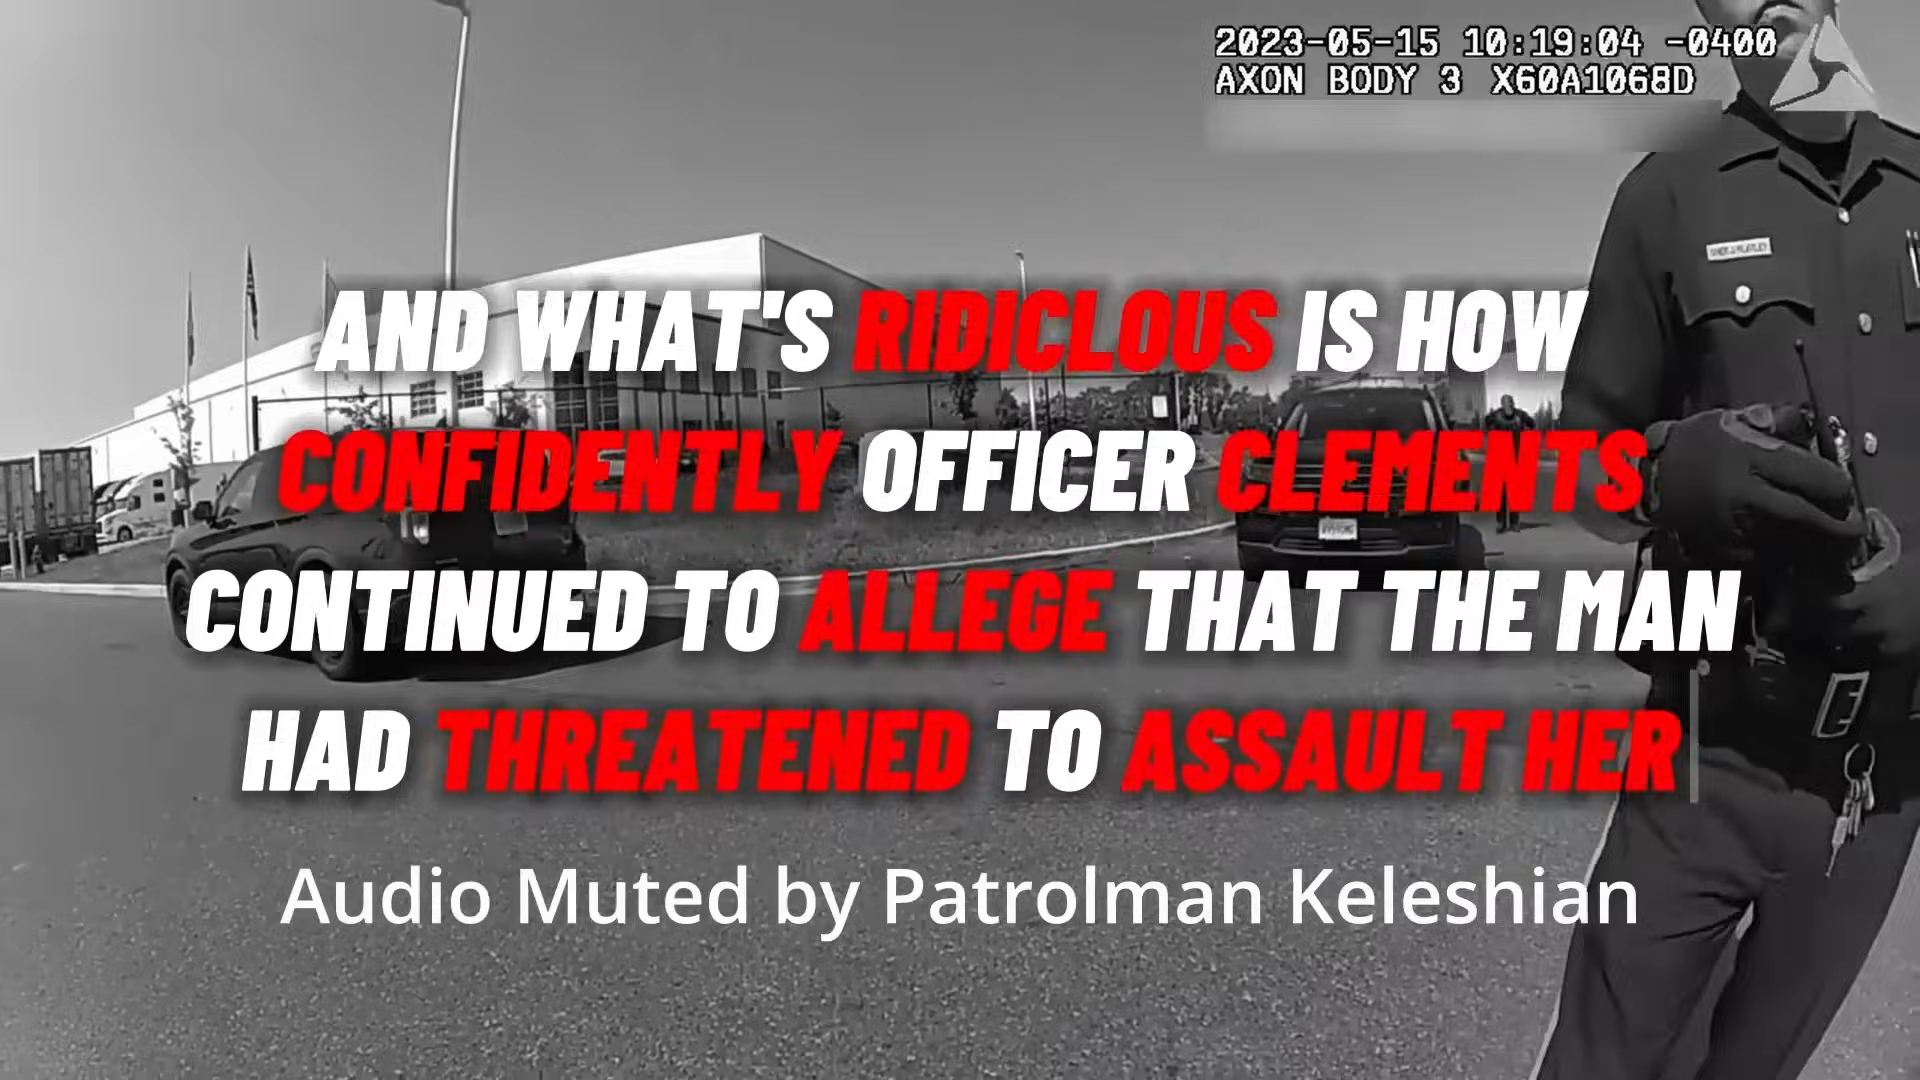 2023-05-15 10:19:04 -0400
AXON BODY 3 X60A1068D
AND WHAT'S RIDICLOUS IS HOW
CONFIDENTLY OFFICER CLEMENTS
CONTINUED TO ALLEGE THAT THE MAN
HAD THREATENED TO ASSAULT HER
Audio Muted by Patrolman Keleshian